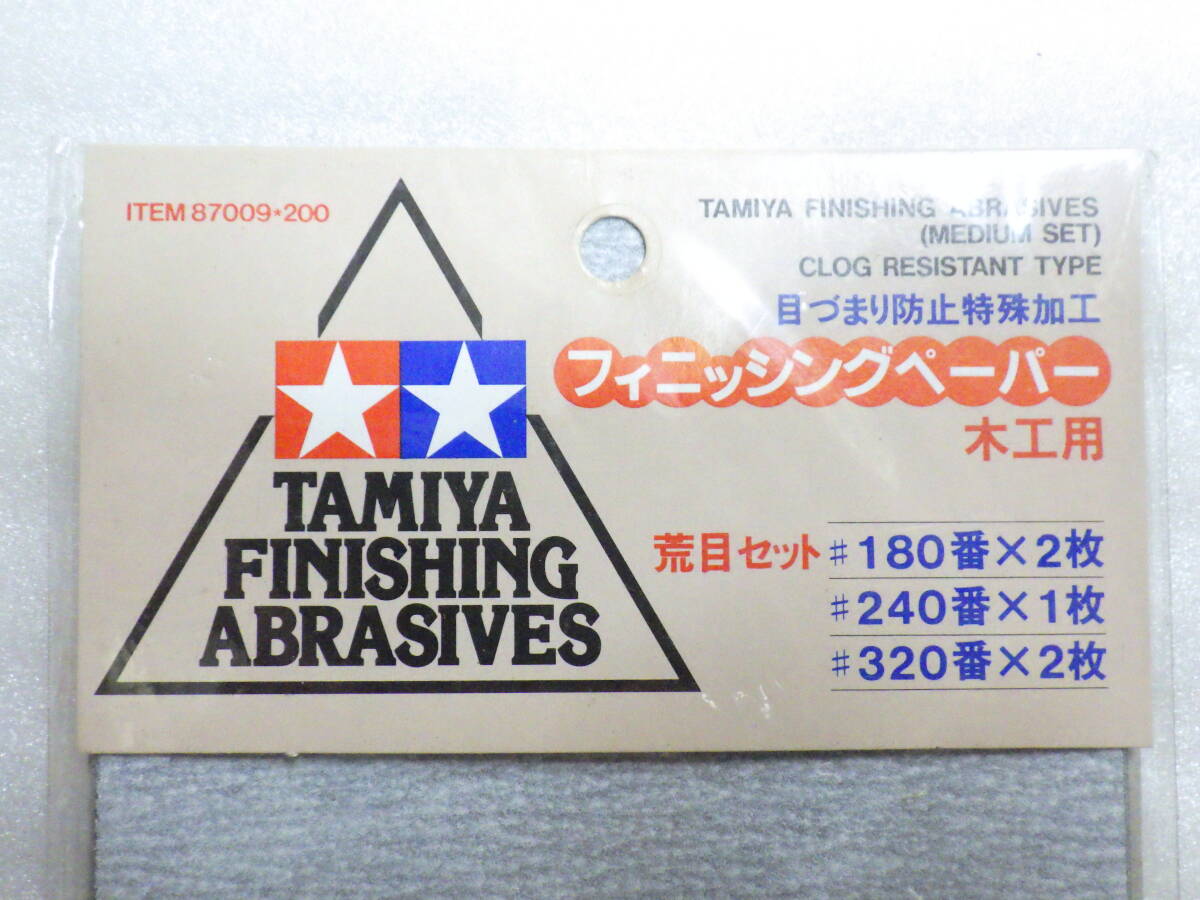 ITEM 87009*200
TAMIYA FINISHING ABRASIVES
(MEDIUM SET)
CLOG RESISTANT TYPE
目づまり防止特殊加工
フィニッシングペーパー
木工用
TAMIYA
FINISHING
ABRASIVES
荒目セット #180番×2枚
#240番×1枚
#320番×2枚